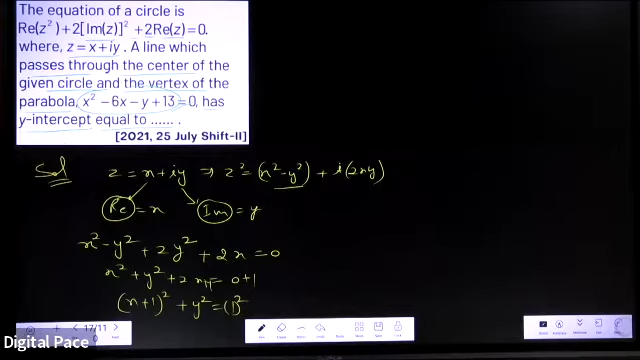 The equation of a circle is
Re(z²)+2[Im(z)]²+2Re(z)=0.
where, z=x+iy. A line which
passes through the center of the
given circle and the vertex of the
parabola, x² −6x−y+13=0, has
y-intercept equal to ......
[2021, 25 July Shift-II]
Sol z = x+iy ⇒ z² = (x²−y²) + i(2xy)
Re = x Im = y
x²−y² + 2y² + 2x = 0
x² + y² + 2x+1 = 0+1
(x+1)² + y² = (1)²
Digital Pace
17/11